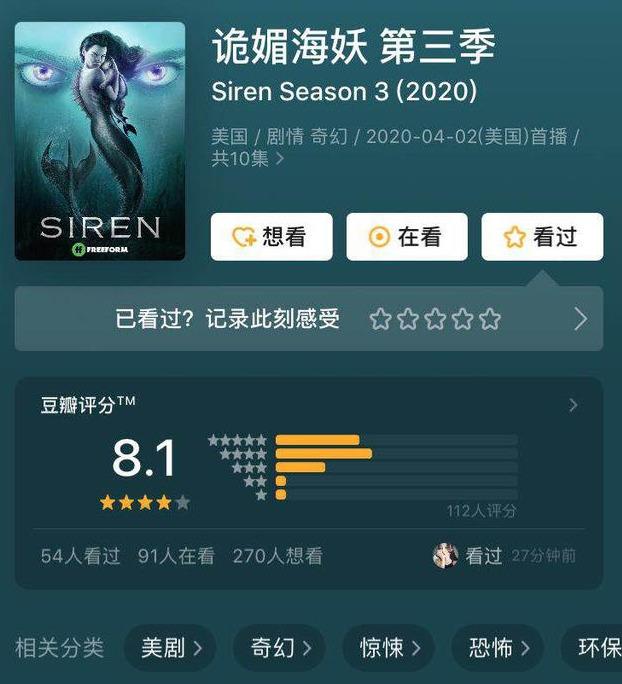 诡媚海妖 第三季
Siren Season 3 (2020)
美国 / 剧情 奇幻 / 2020-04-02(美国)首播 /
共10集
SIREN
FREEFORM
想看
在看
看过
已看过? 记录此刻感受
豆瓣评分TM
8.1
112人评分
54人看过 91人在看 270人想看
看过 27分钟前
相关分类
美剧
奇幻
惊悚
恐怖
环保